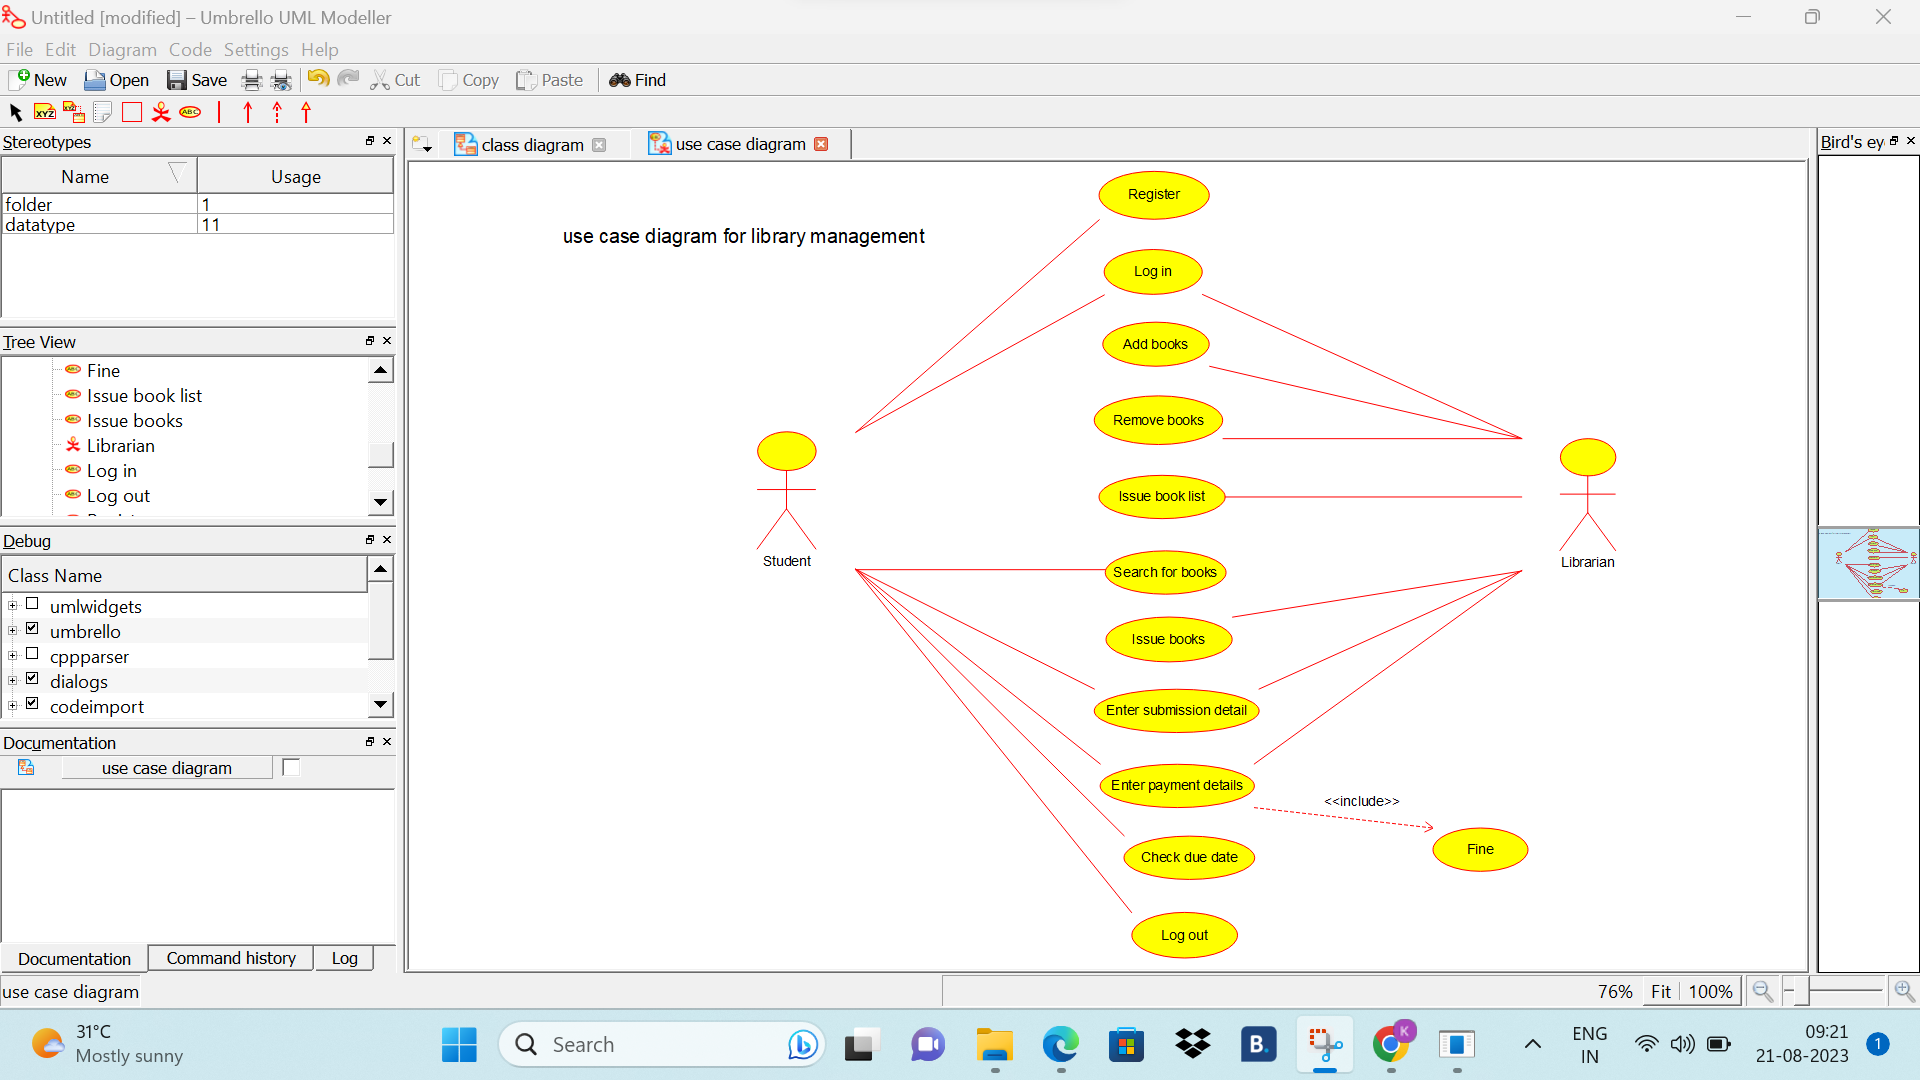 Untitled [modified] – Umbrello UML Modeller
File Edit Diagram Code Settings Help
New Open Save Cut Copy Paste Find
XYZ XYZ ABC
Stereotypes
Name Usage
folder 1
datatype 11
Tree View
Fine
Issue book list
Issue books
Librarian
Log in
Log out
Debug
Class Name
umlwidgets
umbrello
cppparser
dialogs
codeimport
Documentation
use case diagram
Documentation Command history Log
use case diagram
class diagram use case diagram
use case diagram for library management
Register
Log in
Add books
Remove books
Issue book list
Search for books
Issue books
Enter submission detail
Enter payment details
<<include>>
Fine
Check due date
Log out
Student
Librarian
Bird's ey
76% Fit 100%
31°C
Mostly sunny
Search
B.
K
ENG
IN
09:21
21-08-2023
1